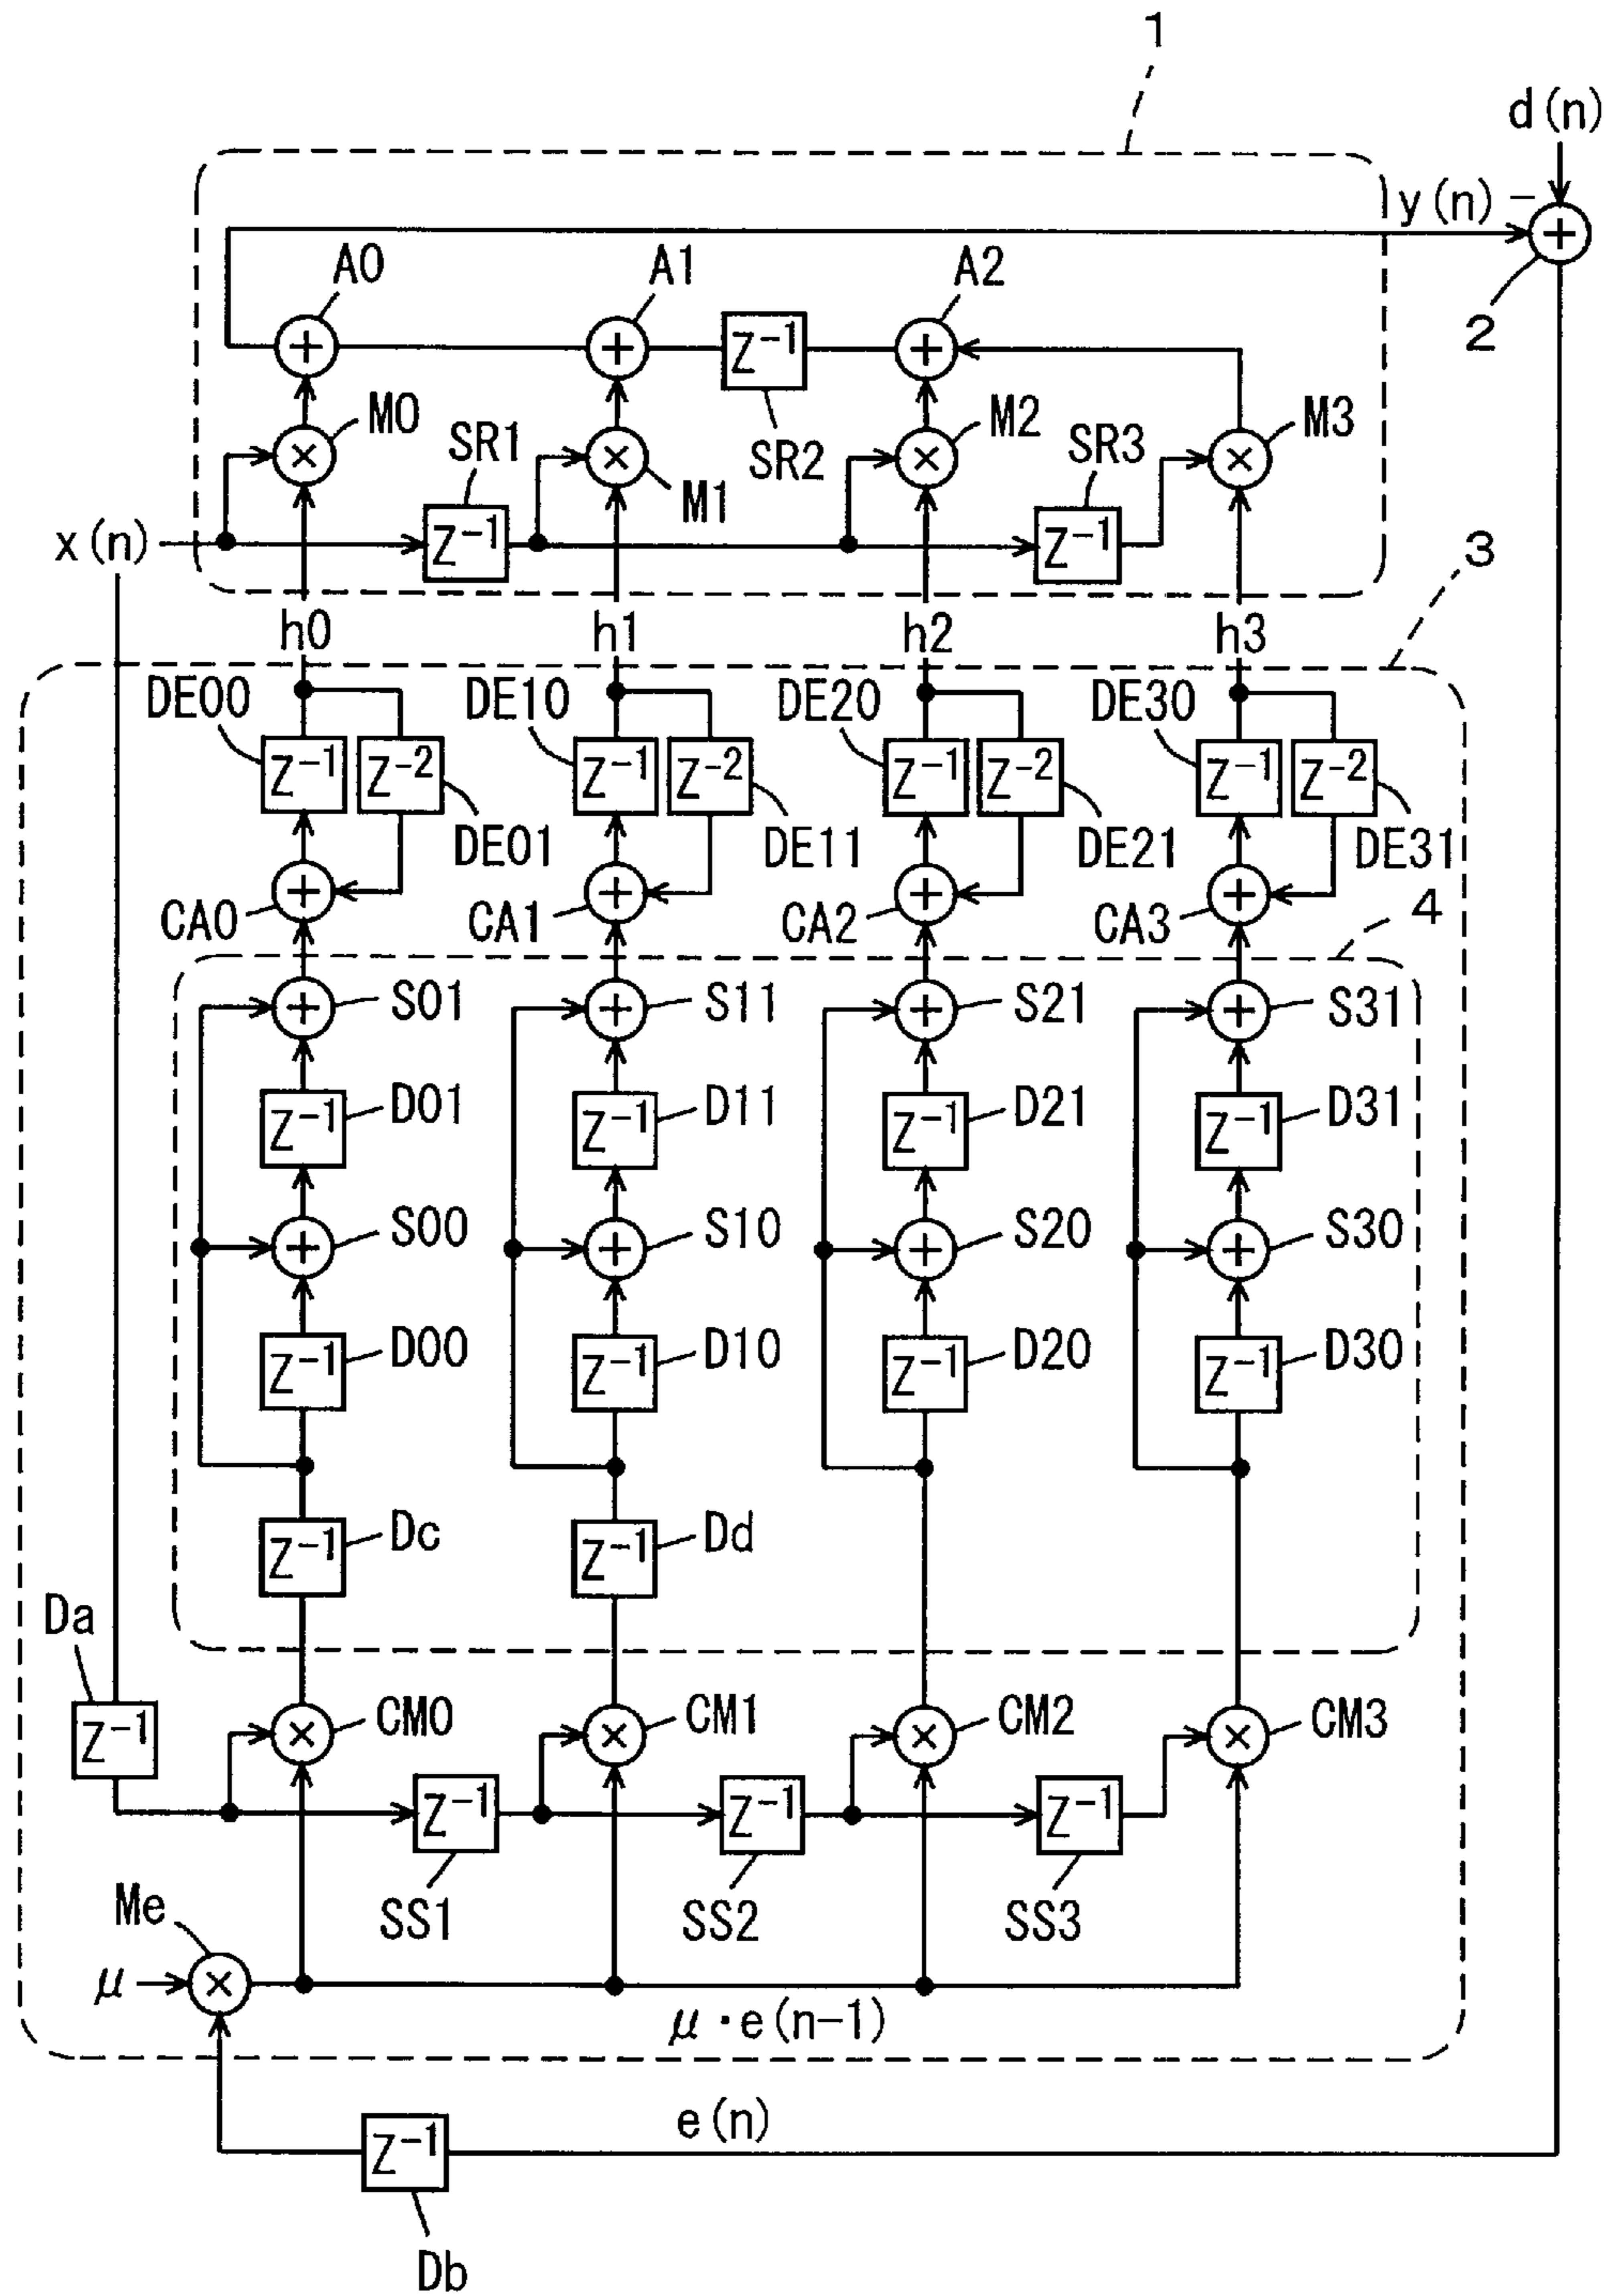 1
d(n)
y(n) -
+
2
A0 A1 A2
+ + Z⁻¹ +
M0 SR1 SR2 M2 SR3 M3
× × × ×
M1
x(n) Z⁻¹ Z⁻¹
3
h0 h1 h2 h3
DE00 DE10 DE20 DE30
Z⁻¹ Z⁻² Z⁻¹ Z⁻² Z⁻¹ Z⁻² Z⁻¹ Z⁻²
DE01 DE11 DE21 DE31
+ + + +
CA0 CA1 CA2 CA3 4
+ S01 + S11 + S21 + S31
Z⁻¹ D01 Z⁻¹ D11 Z⁻¹ D21 Z⁻¹ D31
+ S00 + S10 + S20 + S30
Z⁻¹ D00 Z⁻¹ D10 Z⁻¹ D20 Z⁻¹ D30
Z⁻¹ Dc Z⁻¹ Dd
Da
Z⁻¹ × CM0 × CM1 × CM2 × CM3
Z⁻¹ Z⁻¹ Z⁻¹
SS1 SS2 SS3
Me
μ ×
μ・e(n-1)
e(n)
Z⁻¹
Db